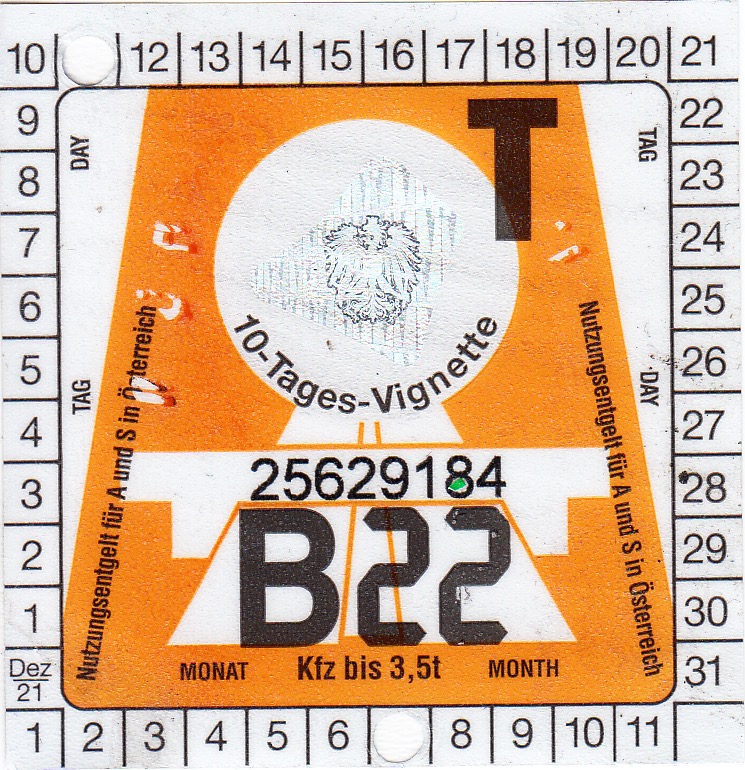 10 12 13 14 15 16 17 18 19 20 21
9 22
8 23
7 24
6 25
5 26
4 27
3 28
2 29
1 30
Dez 21 31
1 2 3 4 5 6 8 9 10 11
DAY
TAG
T
TAG
DAY
10-Tages-Vignette
Nutzungsentgelt für A und S in Österreich
Nutzungsentgelt für A und S in Österreich
25629184
B22
MONAT Kfz bis 3,5t MONTH